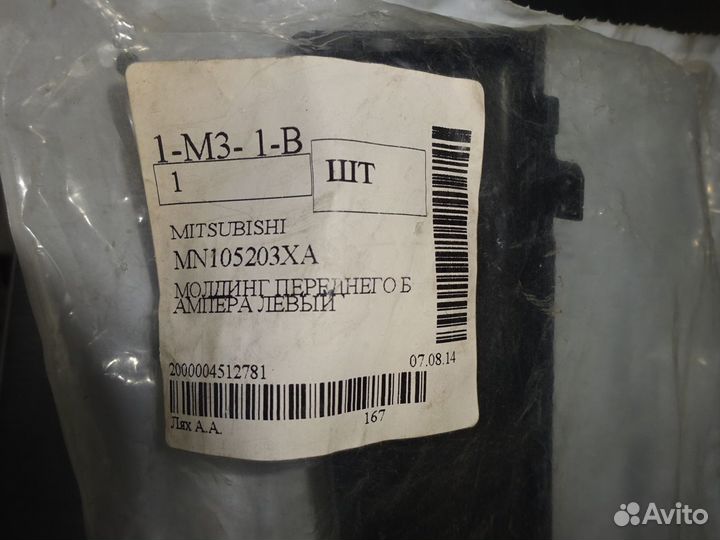 1-М3- 1-В
1
ШТ
MITSUBISHI
MN105203XA
МОЛДИНГ ПЕРЕДНЕГО Б
АМПЕРА ЛЕВЫЙ
2000004512781
07.08.14
Лях А.А.
167
Avito